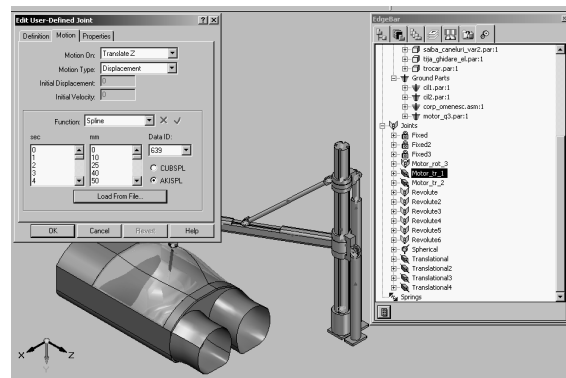 Edit User-Defined Joint
Definition Motion Properties
Motion On: Translate Z
Motion Type: Displacement
Initial Displacement: 0
Initial Velocity: 0
Function: Spline
sec mm Data ID:
0 0 639
1 10
2 25 CUBSPL
3 40 AKISPL
4 50
Load From File...
OK Cancel Revert Help
X Y Z
EdgeBar
saiba_caneluri_var2.par:1
tija_ghidare_el.par:1
trocar.par:1
Ground Parts
cil1.par:1
cil2.par:1
corp_omenesc.asm:1
motor_q3.par:1
Joints
Fixed
Fixed2
Fixed3
Motor_rot_3
Motor_tr_1
Motor_tr_2
Revolute
Revolute2
Revolute3
Revolute4
Revolute5
Revolute6
Spherical
Translational
Translational2
Translational3
Translational4
Springs